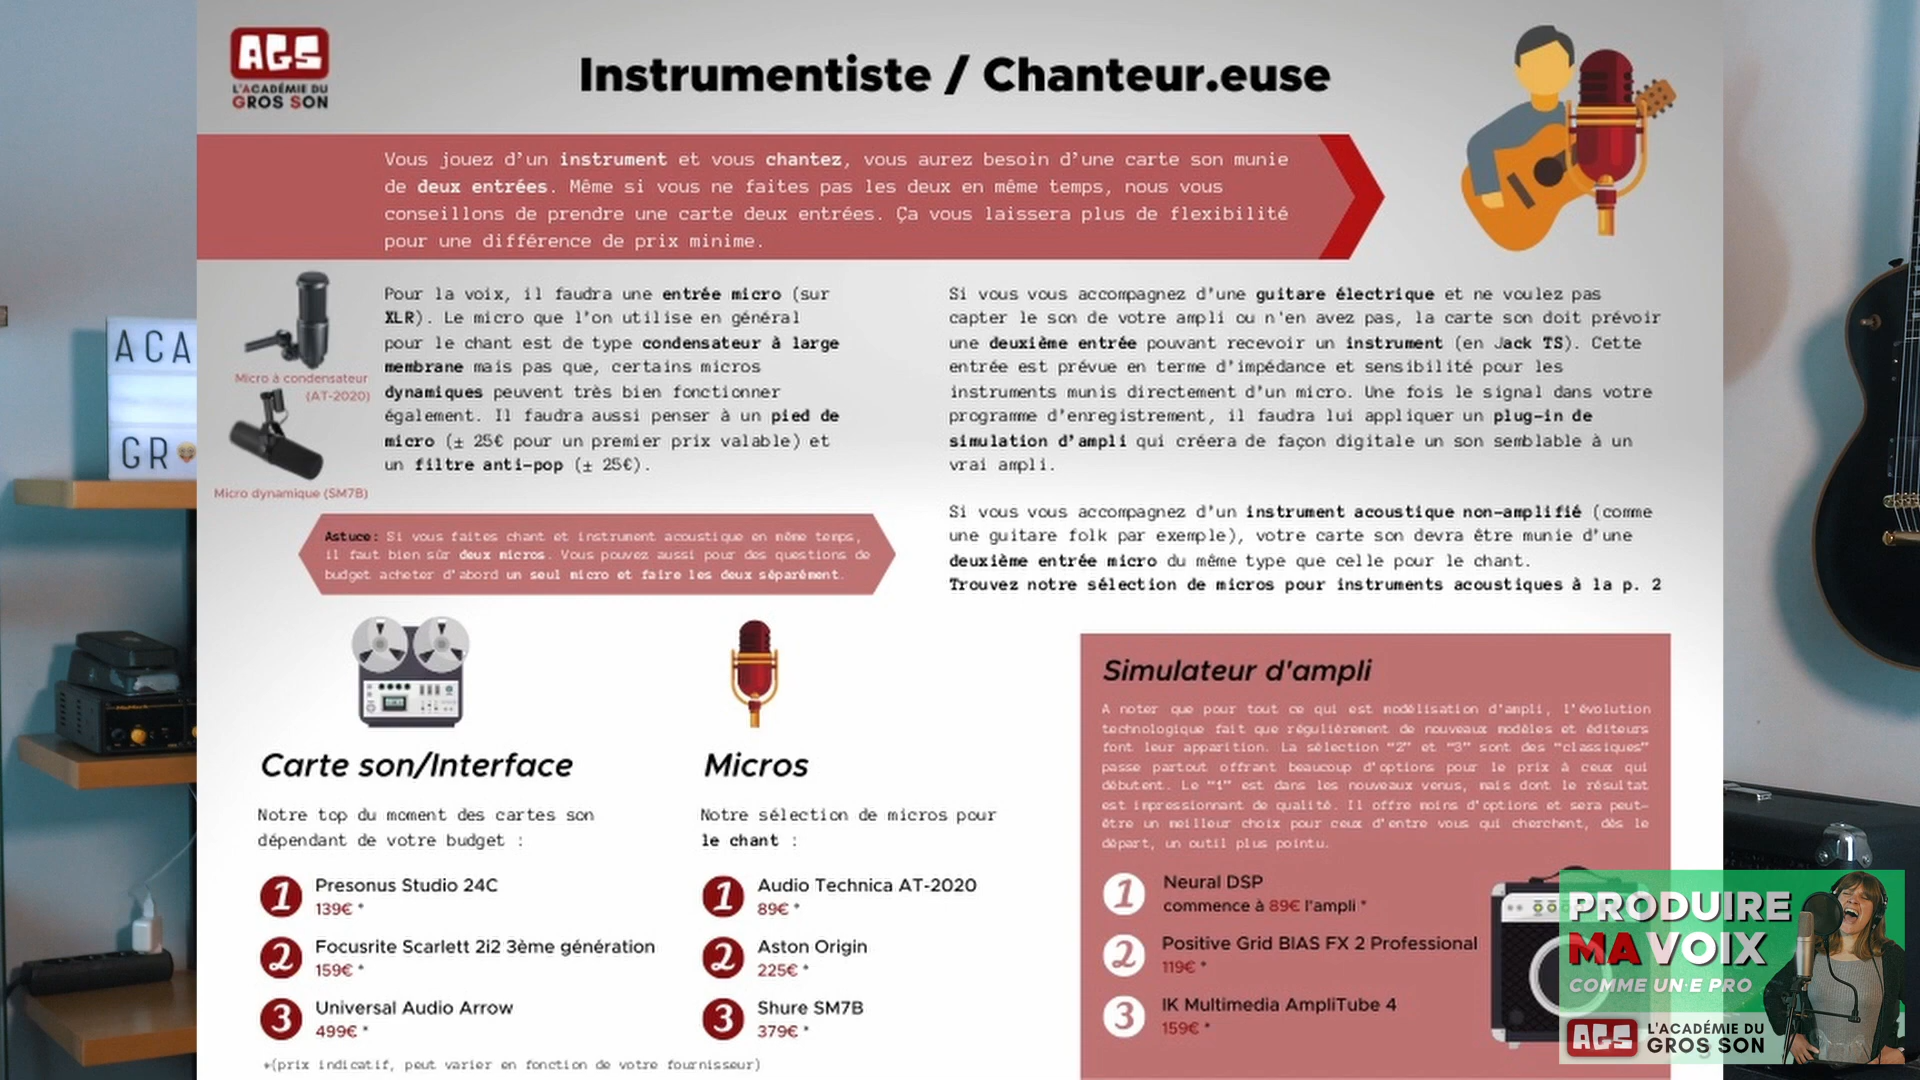 AGS
L'ACADÉMIE DU
GROS SON
Instrumentiste / Chanteur.euse
Vous jouez d'un instrument et vous chantez, vous aurez besoin d'une carte son munie
de deux entrées. Même si vous ne faites pas les deux en même temps, nous vous
conseillons de prendre une carte deux entrées. Ça vous laissera plus de flexibilité
pour une différence de prix minime.
Micro à condensateur
(AT-2020)
Micro dynamique (SM7B)
Pour la voix, il faudra une entrée micro (sur
XLR). Le micro que l'on utilise en général
pour le chant est de type condensateur à large
membrane mais pas que, certains micros
dynamiques peuvent très bien fonctionner
également. Il faudra aussi penser à un pied de
micro (± 25€ pour un premier prix valable) et
un filtre anti-pop (± 25€).
Si vous vous accompagnez d'une guitare électrique et ne voulez pas
capter le son de votre ampli ou n'en avez pas, la carte son doit prévoir
une deuxième entrée pouvant recevoir un instrument (en Jack TS). Cette
entrée est prévue en terme d'impédance et sensibilité pour les
instruments munis directement d'un micro. Une fois le signal dans votre
programme d'enregistrement, il faudra lui appliquer un plug-in de
simulation d'ampli qui créera de façon digitale un son semblable à un
vrai ampli.
Si vous vous accompagnez d'un instrument acoustique non-amplifié (comme
une guitare folk par exemple), votre carte son devra être munie d'une
deuxième entrée micro du même type que celle pour le chant.
Trouvez notre sélection de micros pour instruments acoustiques à la p. 2
Astuce: Si vous faites chant et instrument acoustique en même temps,
il faut bien sûr deux micros. Vous pouvez aussi pour des questions de
budget acheter d'abord un seul micro et faire les deux séparément.
Carte son/Interface
Notre top du moment des cartes son
dépendant de votre budget :
1 Presonus Studio 24C
139€ *
2 Focusrite Scarlett 2i2 3ème génération
159€ *
3 Universal Audio Arrow
499€ *
*(prix indicatif, peut varier en fonction de votre fournisseur)
Micros
Notre sélection de micros pour
le chant :
1 Audio Technica AT-2020
89€ *
2 Aston Origin
225€ *
3 Shure SM7B
379€ *
Simulateur d'ampli
A noter que pour tout ce qui est modélisation d'ampli, l'évolution
technologique fait que régulièrement de nouveaux modèles et éditeurs
font leur apparition. La sélection "2" et "3" sont des "classiques"
passe partout offrant beaucoup d'options pour le prix à ceux qui
débutent. Le "1" est dans les nouveaux venus, mais dont le résultat
est impressionnant de qualité. Il offre moins d'options et sera peut-
être un meilleur choix pour ceux d'entre vous qui cherchent, dès le
départ, un outil plus pointu.
1 Neural DSP
commence à 89€ l'ampli *
2 Positive Grid BIAS FX 2 Professional
119€ *
3 IK Multimedia AmpliTube 4
159€ *
PRODUIRE
MA VOIX
COMME UN·E PRO
AGS
L'ACADÉMIE DU
GROS SON
ACA
GR